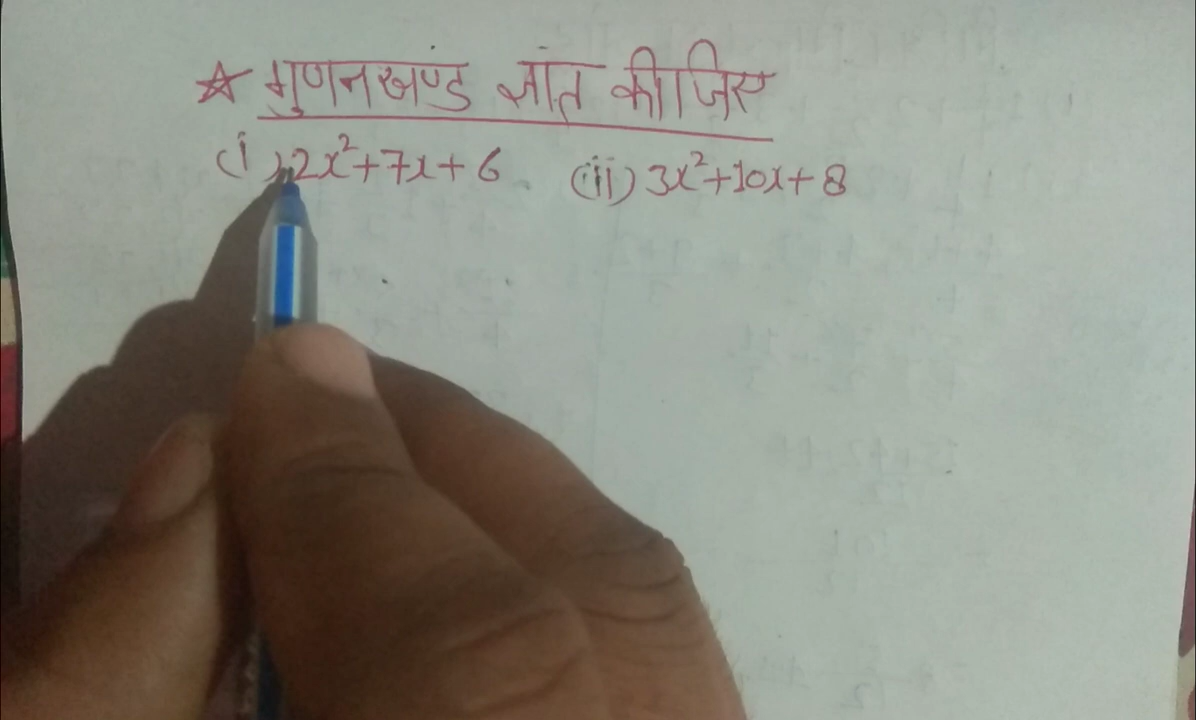 ☆ गुणनखण्ड ज्ञात कीजिए
(i) 2x²+7x+6 (ii) 3x²+10x+8